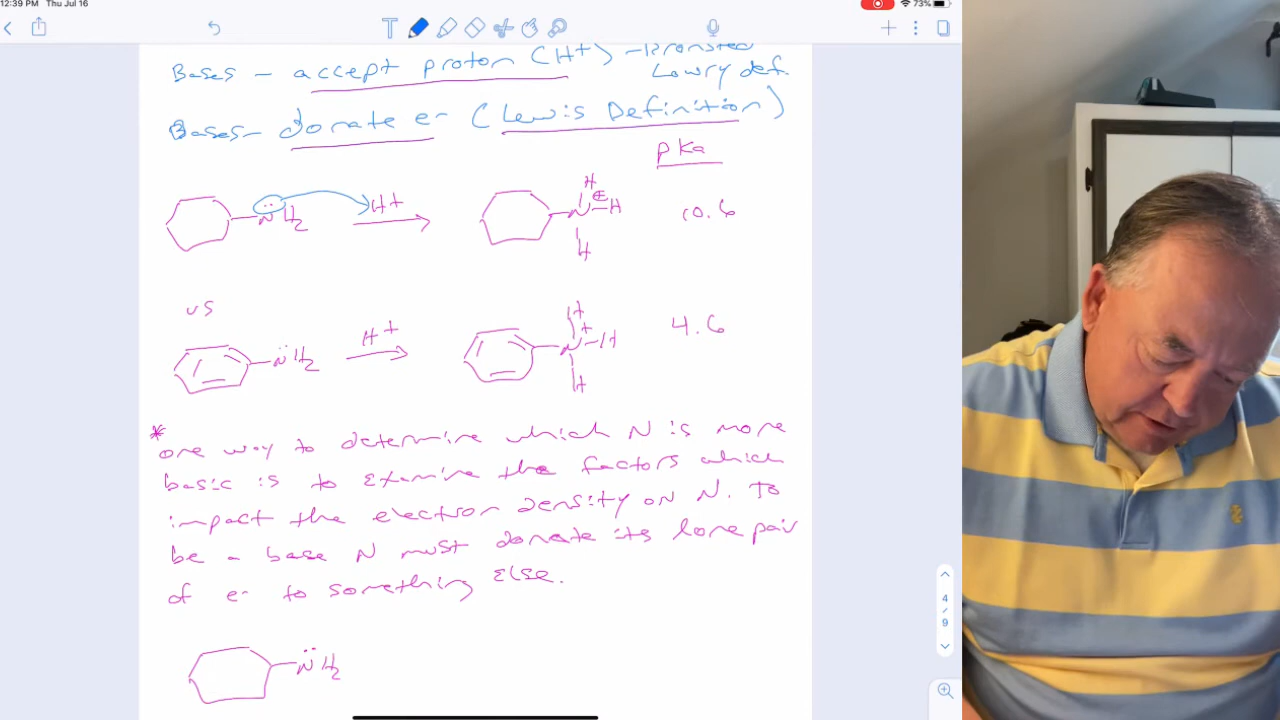 12:39 PM Thu Jul 16
73%
Bases - accept proton (H+) - Bronsted
Lowry def.
Bases- donate e- (Lewis Definition)
pKa
NH2 H+ N H H H + 10.6
vs
NH2 H+ N H H H + 4.6
* one way to determine which N is more
basic is to examine the factors which
impact the electron density on N. To
be a base N must donate its lone pair
of e- to something else.
NH2
4
/
9